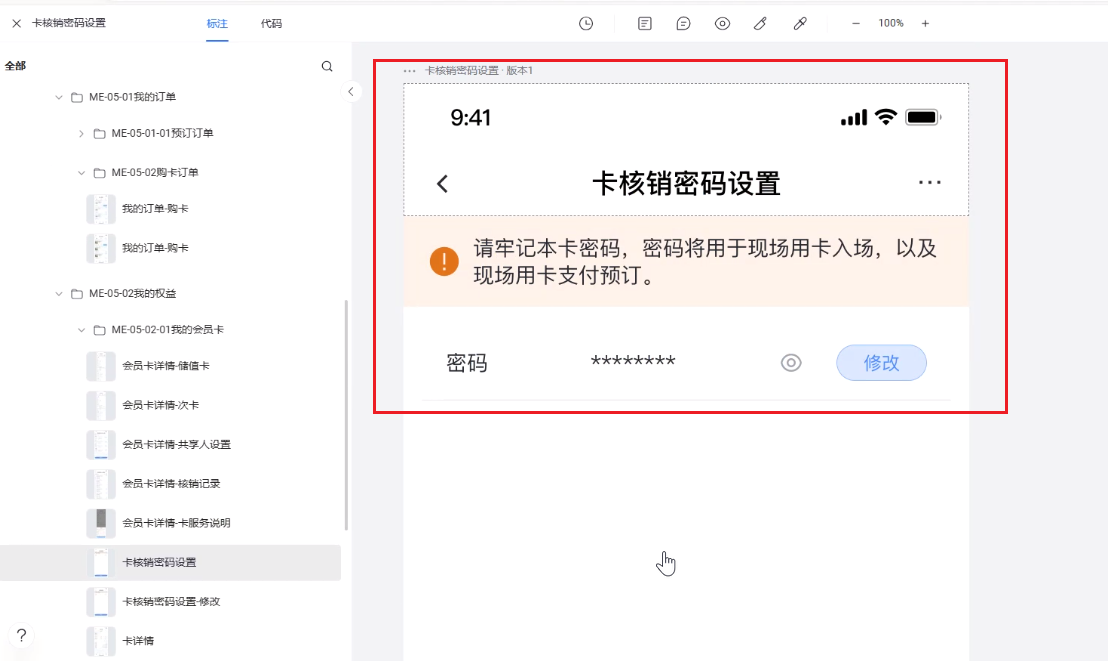 卡核销密码设置
标注
代码
100%
全部
ME-05-01我的订单
ME-05-01-01预订订单
ME-05-02购卡订单
我的订单-购卡
我的订单-购卡
ME-05-02我的权益
ME-05-02-01我的会员卡
会员卡详情-储值卡
会员卡详情-次卡
会员卡详情-共享人设置
会员卡详情-核销记录
会员卡详情-卡服务说明
卡核销密码设置
卡核销密码设置-修改
卡详情
?
卡核销密码设置·版本1
9:41
卡核销密码设置
请牢记本卡密码，密码将用于现场用卡入场，以及
现场用卡支付预订。
密码
********
修改